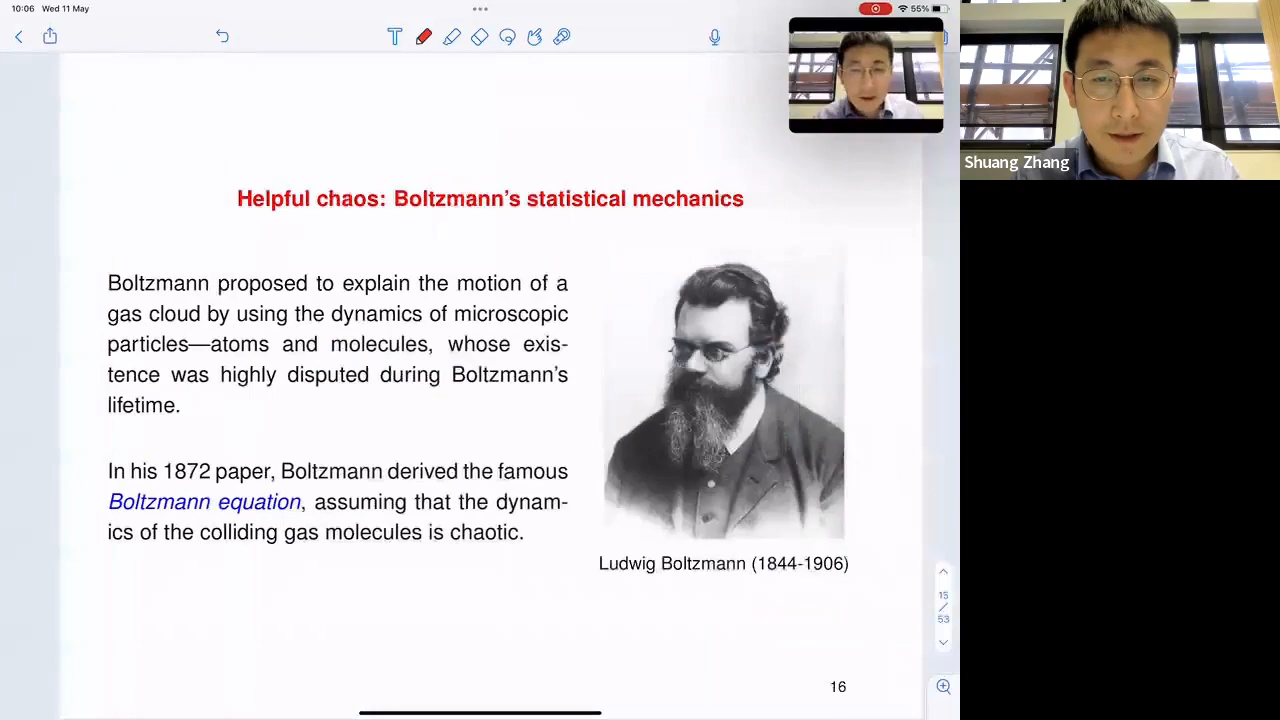 10:06 Wed 11 May
55%
T
Shuang Zhang
Helpful chaos: Boltzmann’s statistical mechanics
Boltzmann proposed to explain the motion of a
gas cloud by using the dynamics of microscopic
particles—atoms and molecules, whose exis-
tence was highly disputed during Boltzmann’s
lifetime.
In his 1872 paper, Boltzmann derived the famous
Boltzmann equation, assuming that the dynam-
ics of the colliding gas molecules is chaotic.
Ludwig Boltzmann (1844-1906)
15
/
53
16